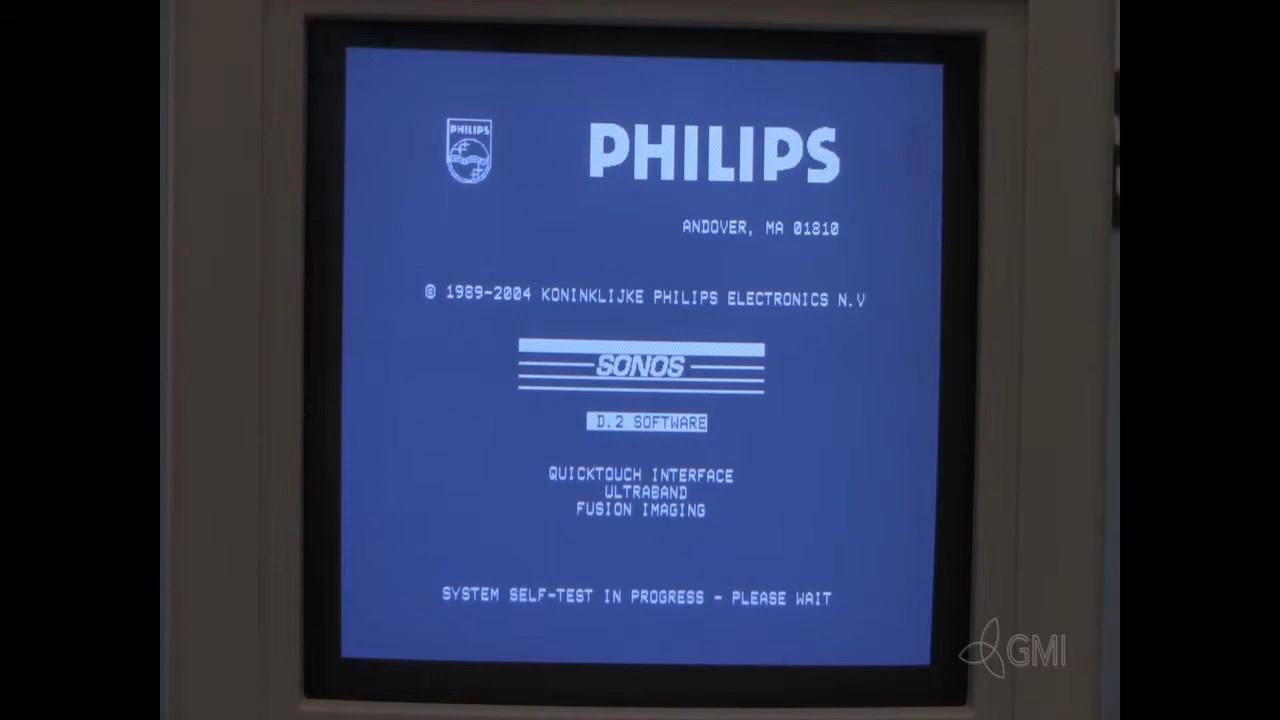 PHILIPS
PHILIPS
ANDOVER, MA 01810
© 1989-2004 KONINKLIJKE PHILIPS ELECTRONICS N.V
SONOS
D.2 SOFTWARE
QUICKTOUCH INTERFACE
ULTRABAND
FUSION IMAGING
SYSTEM SELF-TEST IN PROGRESS - PLEASE WAIT
GMI